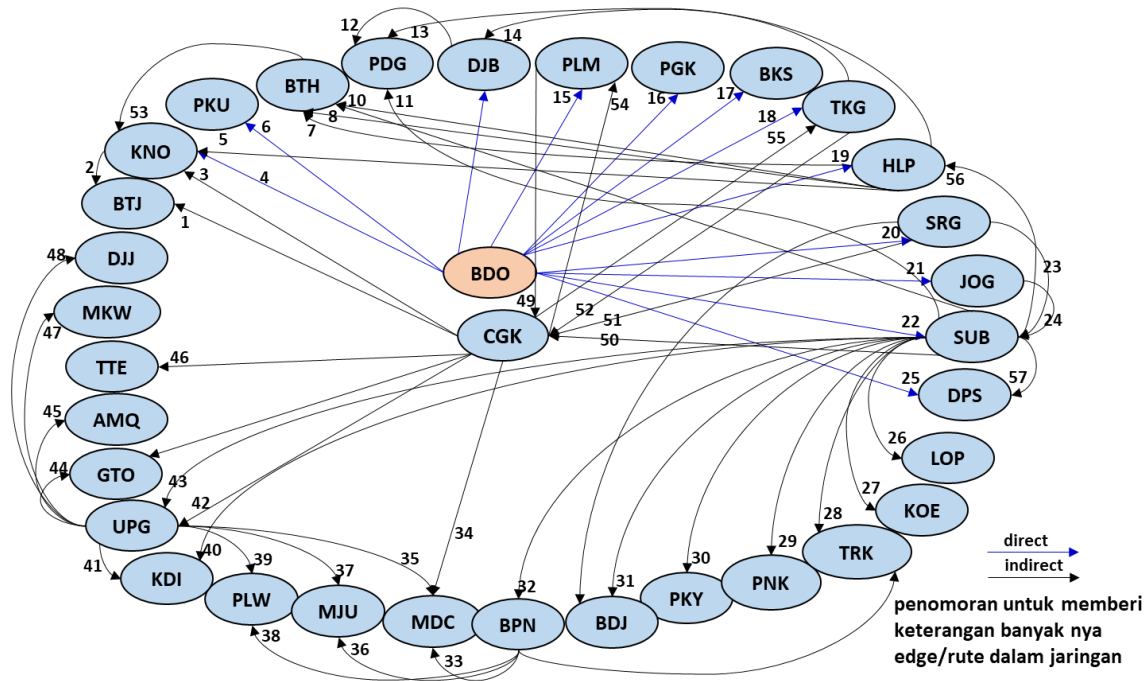 12
13
14
PDG
DJB
PLM
PGK
BKS
BTH
TKG
PKU
10
11
15
54
16
17
18
8
7
53
5
6
55
KNO
19
HLP
2
3
4
56
BTJ
1
SRG
20
48
DJJ
BDO
21
JOG
23
MKW
47
49
52
51
50
22
24
CGK
SUB
TTE
46
25
DPS
57
45
AMQ
GTO
44
26
LOP
43
42
UPG
27
KOE
34
28
TRK
direct
indirect
41
KDI
40
39
35
29
37
30
PNK
PLW
32
31
PKY
MJU
MDC
BPN
BDJ
38
36
33
penomoran untuk memberi
keterangan banyak nya
edge/rute dalam jaringan